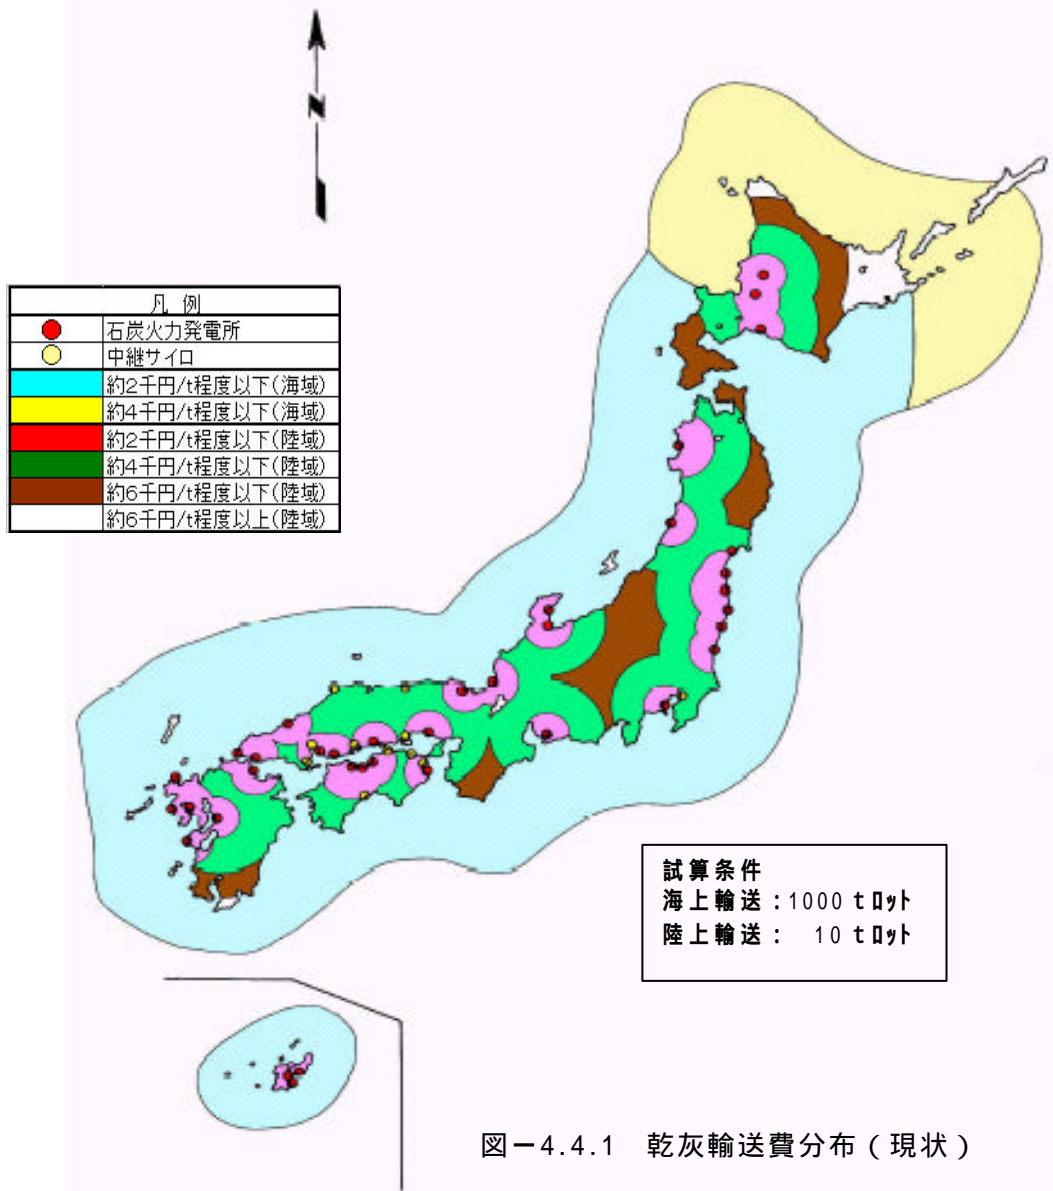 N
凡 例
石炭火力発電所
中継サイロ
約2千円/t程度以下(海域)
約4千円/t程度以下(海域)
約2千円/t程度以下(陸域)
約4千円/t程度以下(陸域)
約6千円/t程度以下(陸域)
約6千円/t程度以上(陸域)
試算条件
海上輸送:1000 tロット
陸上輸送: 10 tロット
図-4.4.1 乾灰輸送費分布(現状)